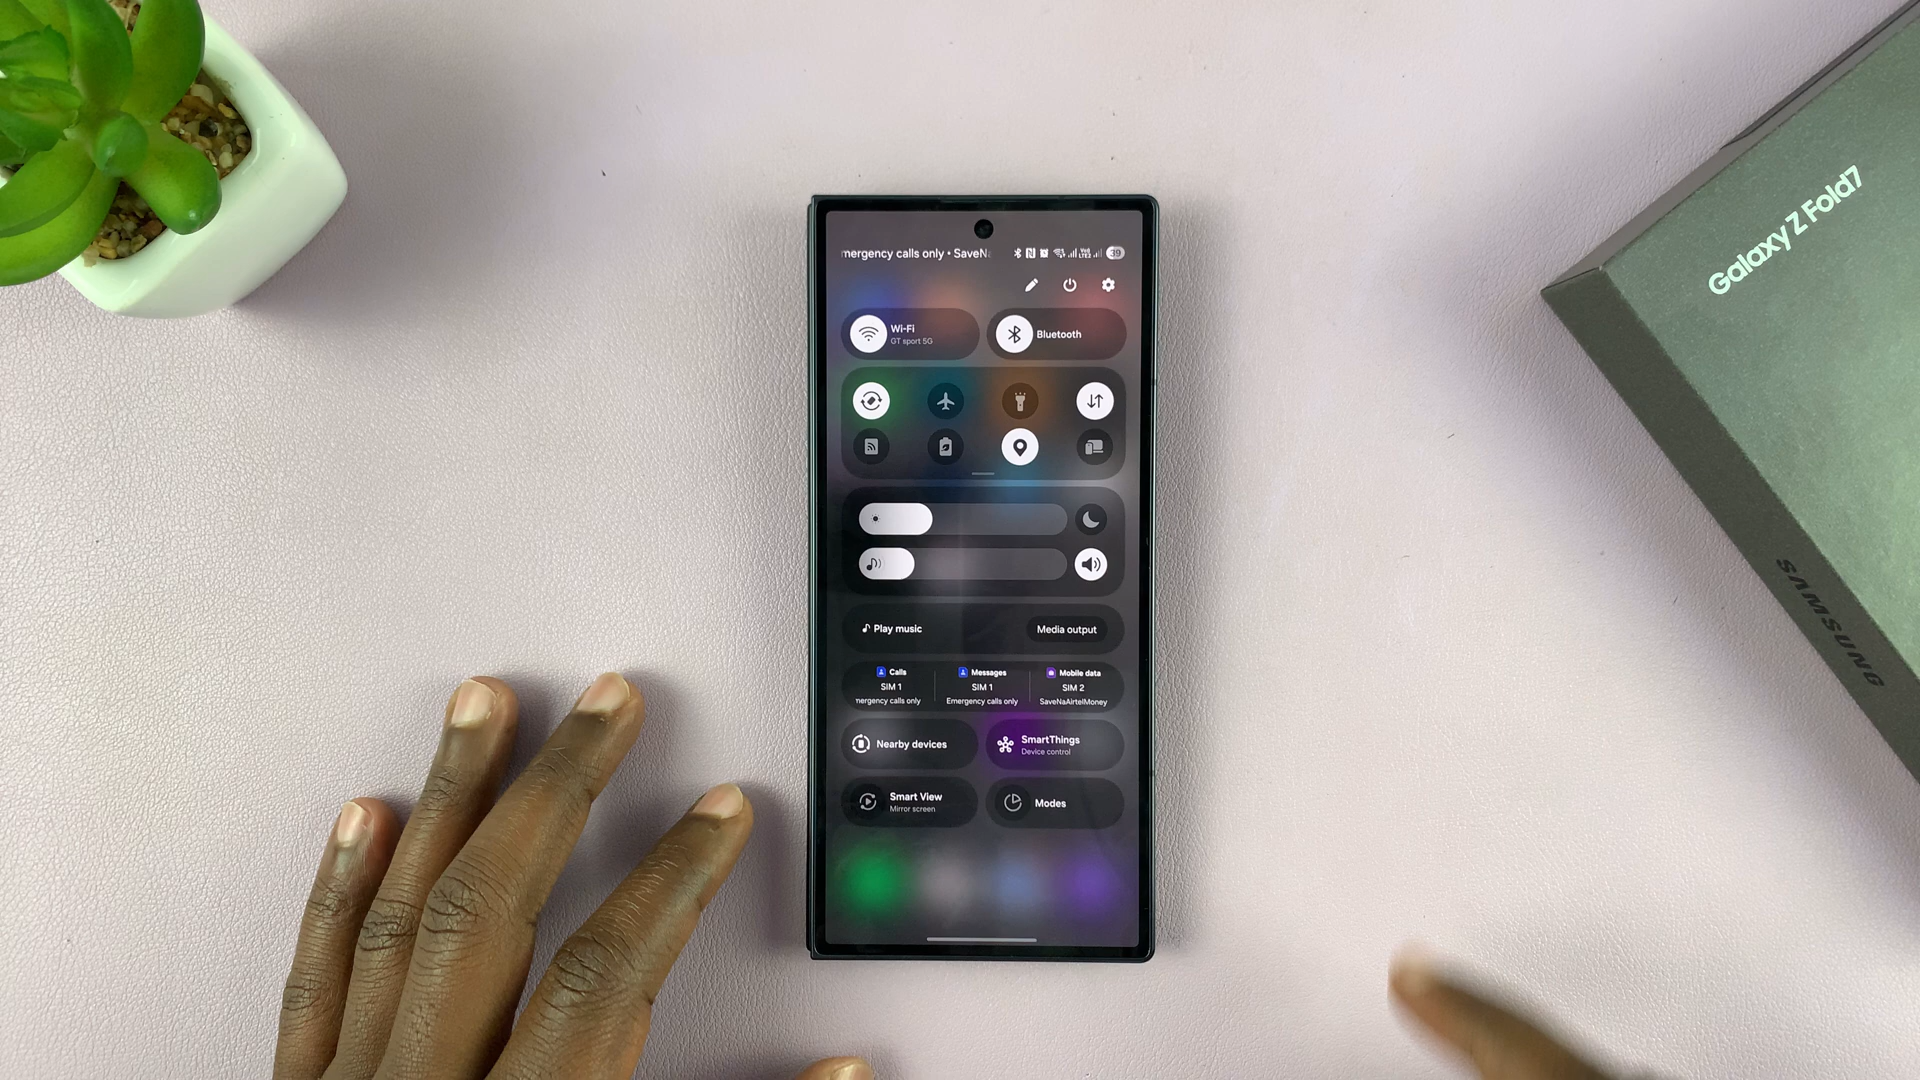 mergency calls only • SaveN
39
Wi-Fi
GT sport 5G
Bluetooth
Play music
Media output
Calls
SIM 1
mergency calls only
Messages
SIM 1
Emergency calls only
Mobile data
SIM 2
SaveNaAirtelMoney
Nearby devices
SmartThings
Device control
Smart View
Mirror screen
Modes
Galaxy Z Fold7
SAMSUNG